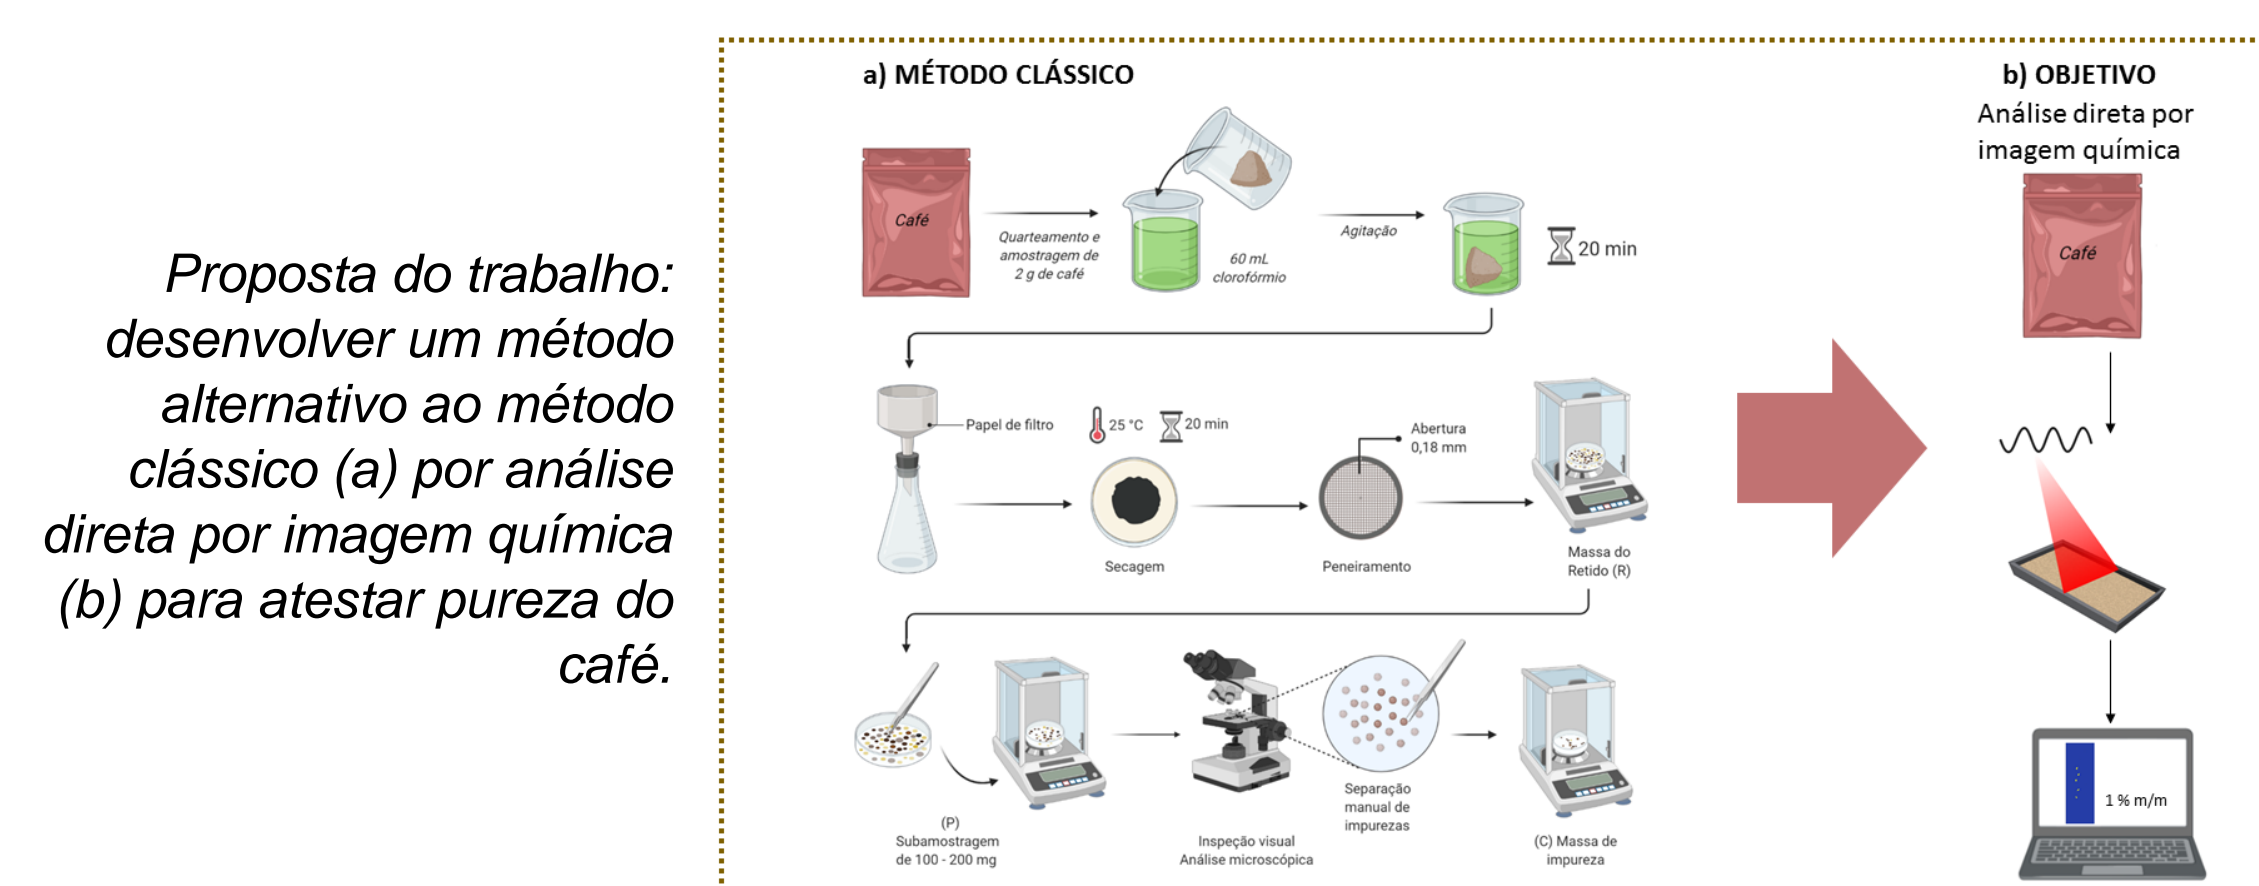 Proposta do trabalho:
desenvolver um método
alternativo ao método
clássico (a) por análise
direta por imagem química
(b) para atestar pureza do
café.
a) MÉTODO CLÁSSICO
Café
Quarteamento e
amostragem de
2 g de café
60 mL
clorofórmio
Agitação
20 min
Papel de filtro
25 °C
20 min
Secagem
Abertura
0,18 mm
Peneiramento
Massa do
Retido (R)
(P)
Subamostragem
de 100 - 200 mg
Inspeção visual
Análise microscópica
Separação
manual de
impurezas
(C) Massa de
impureza
b) OBJETIVO
Análise direta por
imagem química
Café
1 % m/m